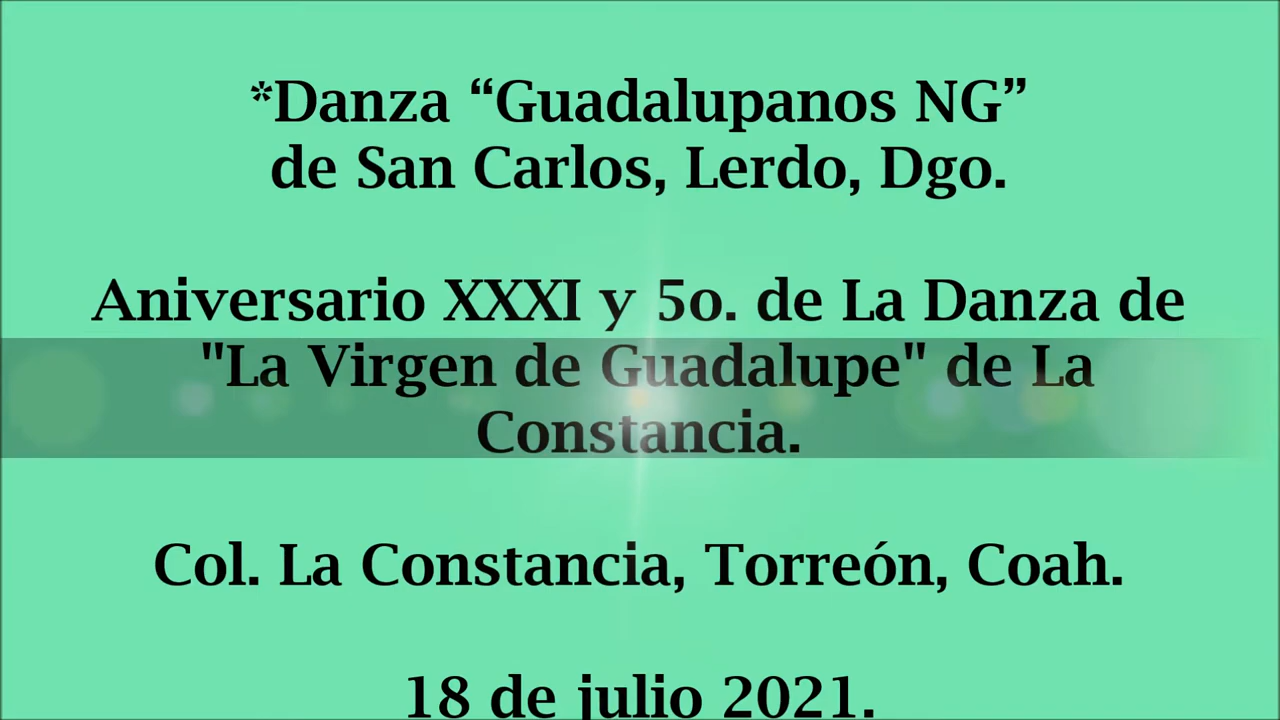 *Danza “Guadalupanos NG”
de San Carlos, Lerdo, Dgo.
Aniversario XXXI y 5o. de La Danza de
"La Virgen de Guadalupe" de La
Constancia.
Col. La Constancia, Torreón, Coah.
18 de julio 2021.